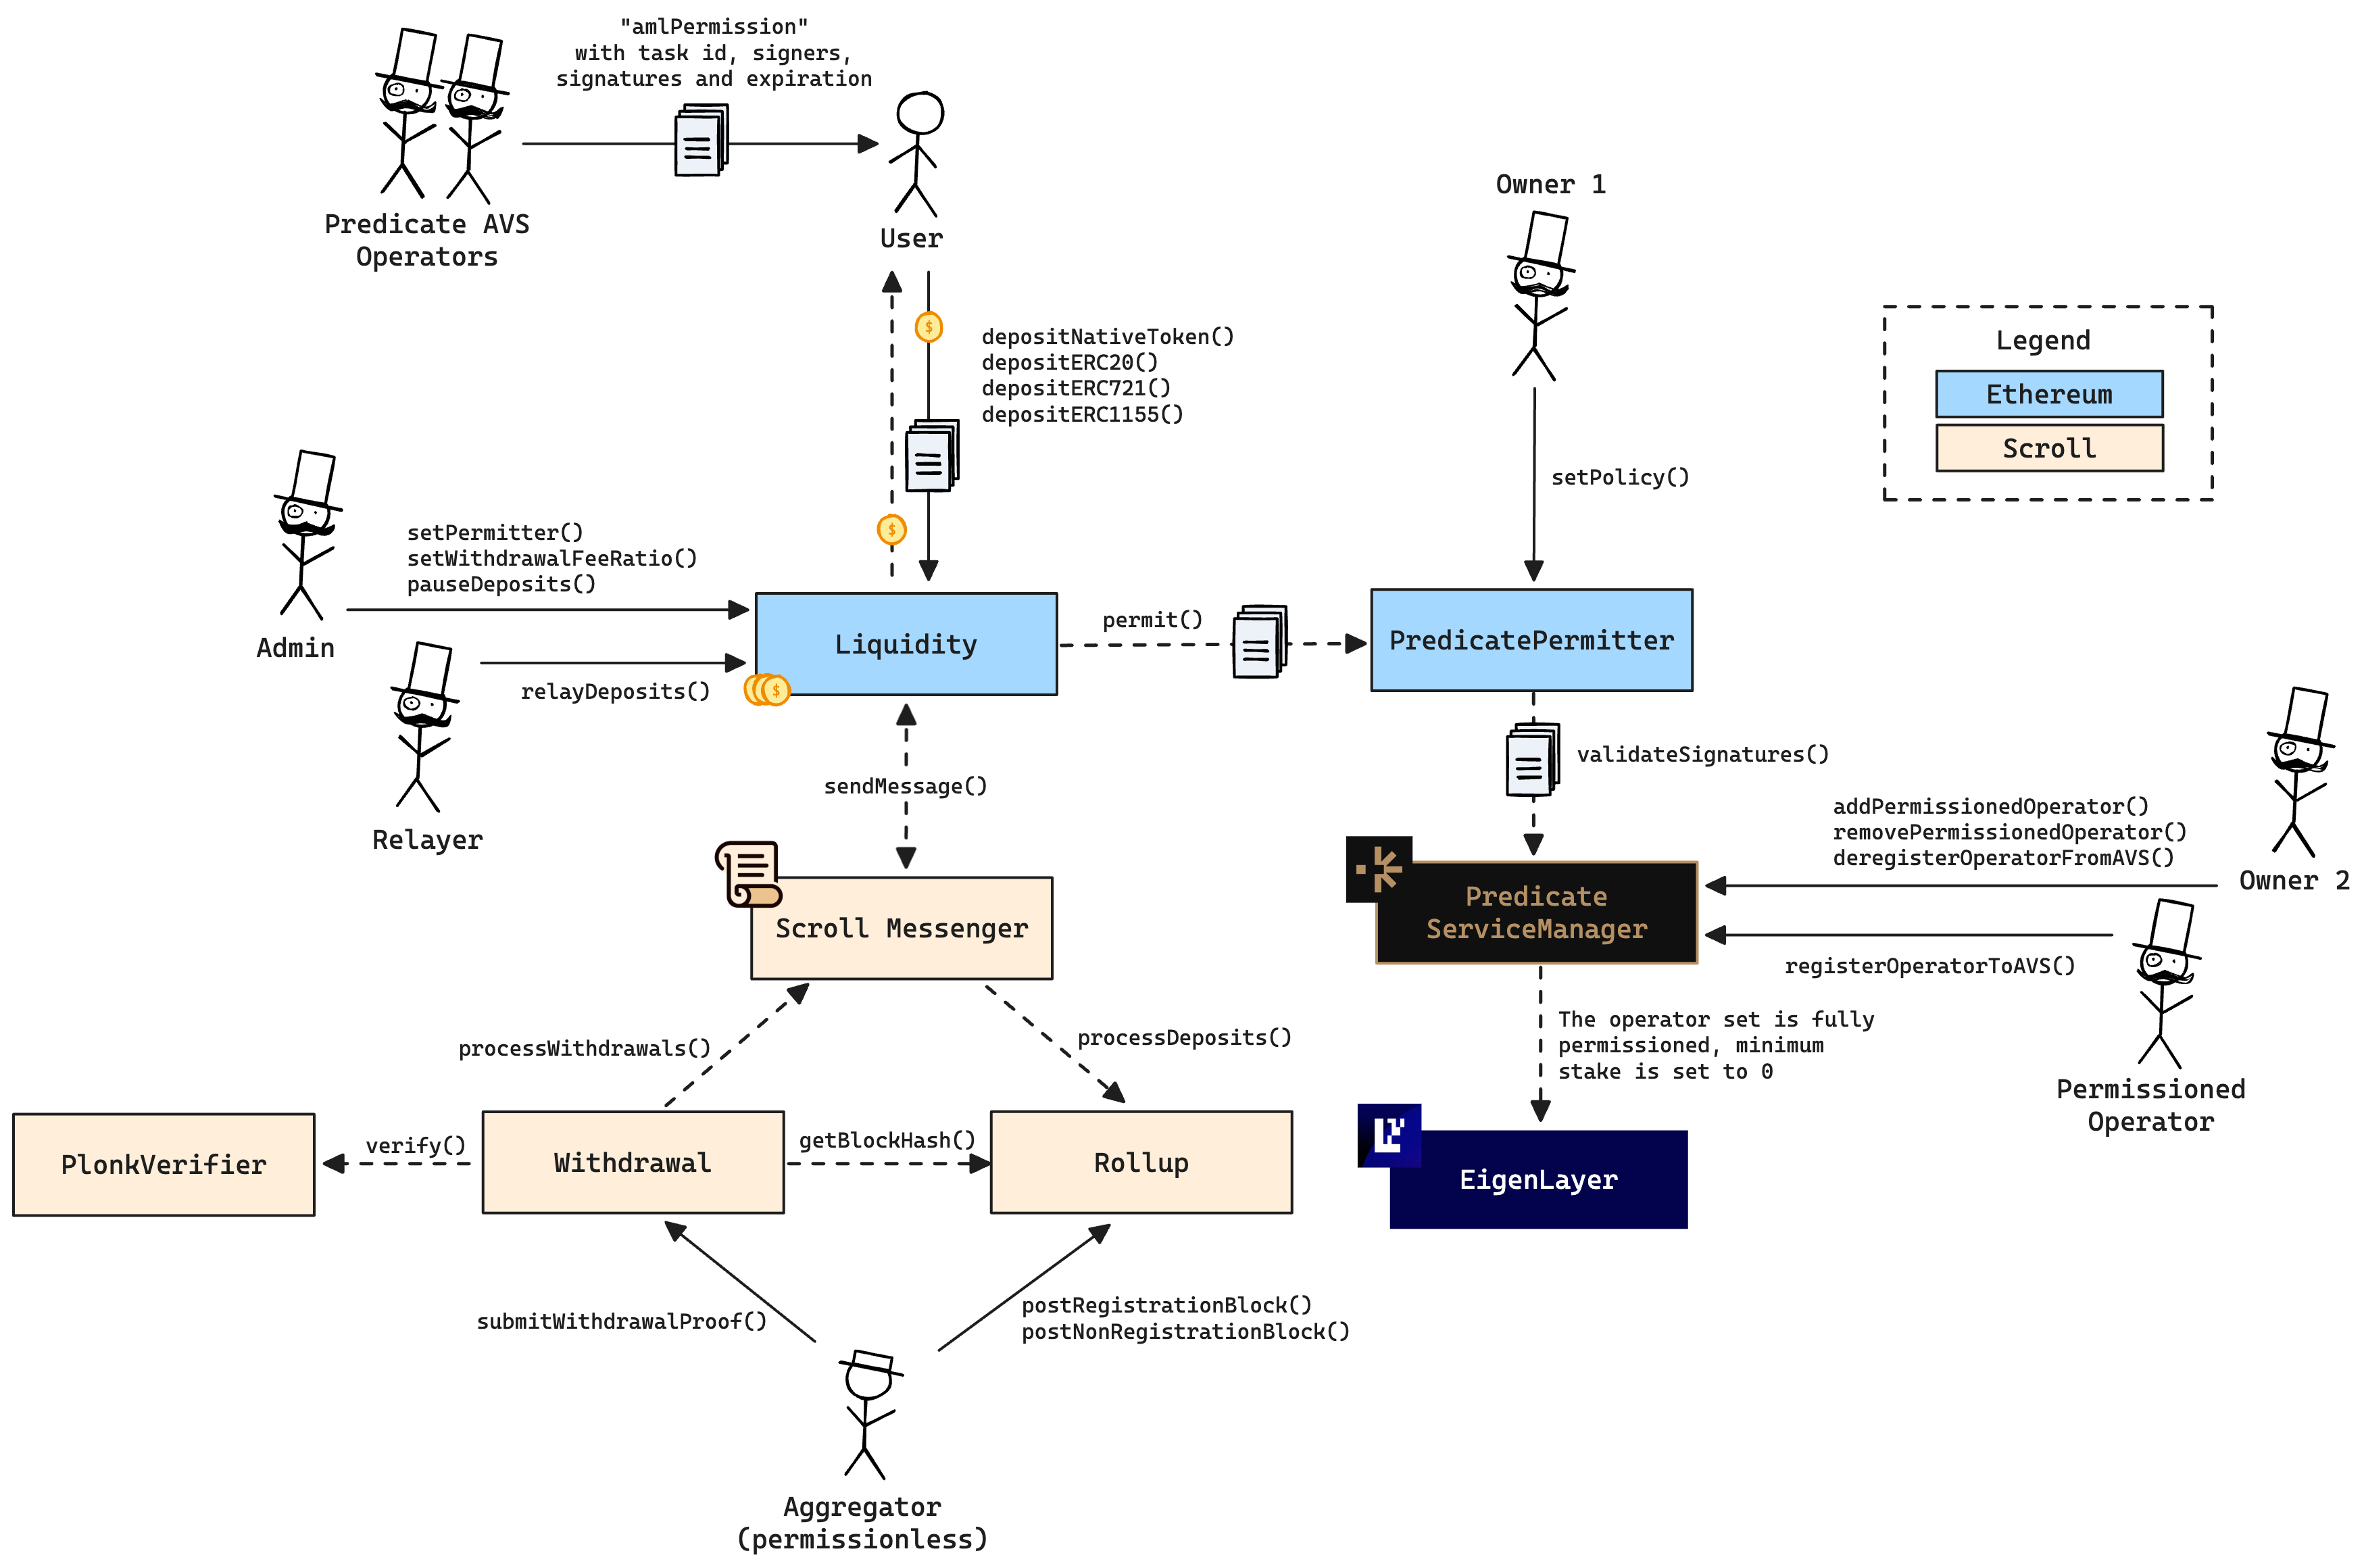 "amlPermission"
with task id, signers,
signatures and expiration
Predicate AVS
Operators
User
Owner 1
depositNativeToken()
depositERC20()
depositERC721()
depositERC1155()
Legend
Ethereum
Scroll
setPolicy()
setPermitter()
setWithdrawalFeeRatio()
pauseDeposits()
Admin
relayDeposits()
Relayer
Liquidity
permit()
PredicatePermitter
sendMessage()
validateSignatures()
addPermissionedOperator()
removePermissionedOperator()
deregisterOperatorFromAVS()
Owner 2
Scroll Messenger
Predicate
ServiceManager
registerOperatorToAVS()
Permissioned
Operator
processWithdrawals()
processDeposits()
The operator set is fully
permissioned, minimum
stake is set to 0
PlonkVerifier
verify()
Withdrawal
getBlockHash()
Rollup
EigenLayer
submitWithdrawalProof()
postRegistrationBlock()
postNonRegistrationBlock()
Aggregator
(permissionless)
$
$
$